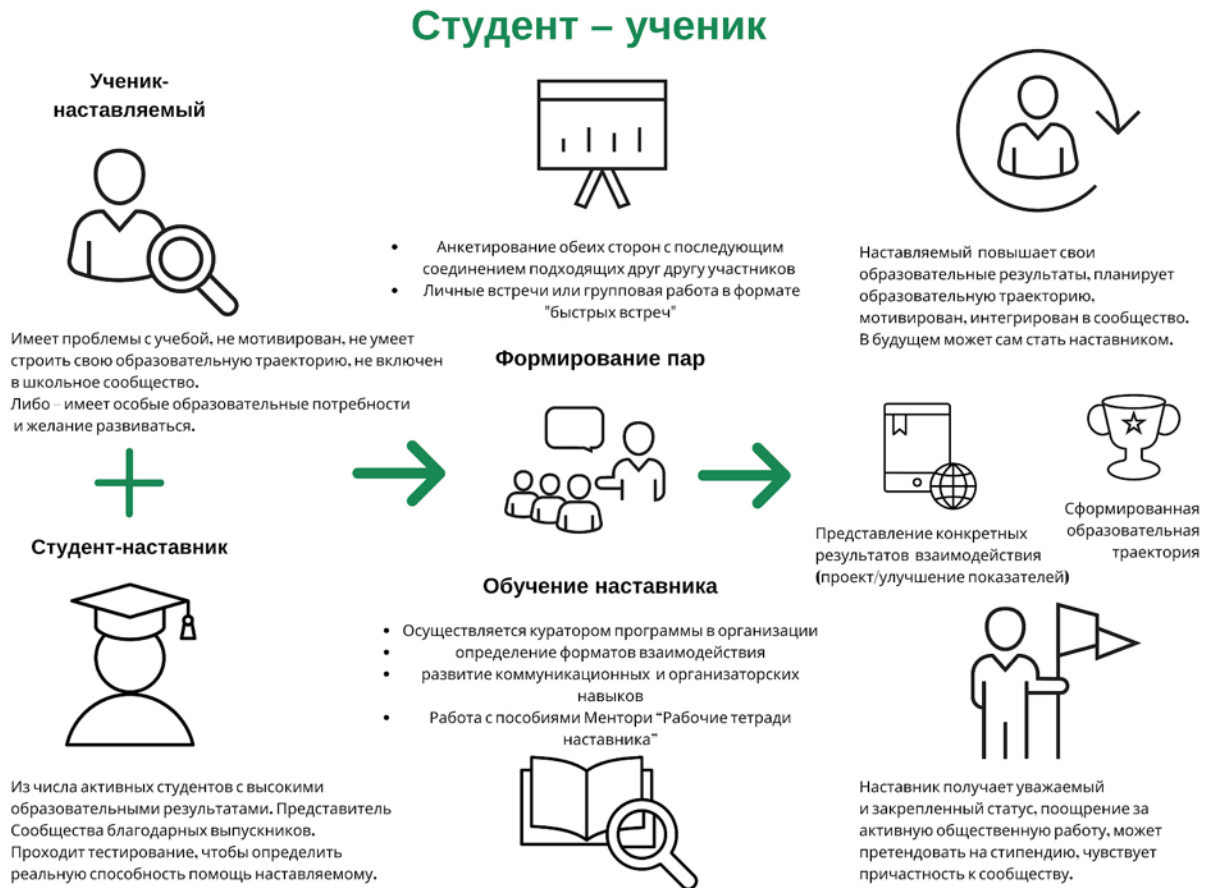 Студент – ученик
Ученик-
наставляемый
Имеет проблемы с учебой, не мотивирован, не умеет
строить свою образовательную траекторию, не включен
в школьное сообщество.
Либо – имеет особые образовательные потребности
и желание развиваться.
Студент-наставник
Из числа активных студентов с высокими
образовательными результатами. Представитель
Сообщества благодарных выпускников.
Проходит тестирование, чтобы определить
реальную способность помощь наставляемому.
• Анкетирование обеих сторон с последующим
соединением подходящих друг другу участников
• Личные встречи или групповая работа в формате
"быстрых встреч"
Формирование пар
Обучение наставника
• Осуществляется куратором программы в организации
• определение форматов взаимодействия
• развитие коммуникационных и организаторских
навыков
• Работа с пособиями Ментори “Рабочие тетради
наставника”
Наставляемый повышает свои
образовательные результаты, планирует
образовательную траекторию,
мотивирован, интегрирован в сообщество.
В будущем может сам стать наставником.
Представление конкретных
результатов взаимодействия
(проект/улучшение показателей)
Сформированная
образовательная
траектория
Наставник получает уважаемый
и закрепленный статус, поощрение за
активную общественную работу, может
претендовать на стипендию, чувствует
причастность к сообществу.